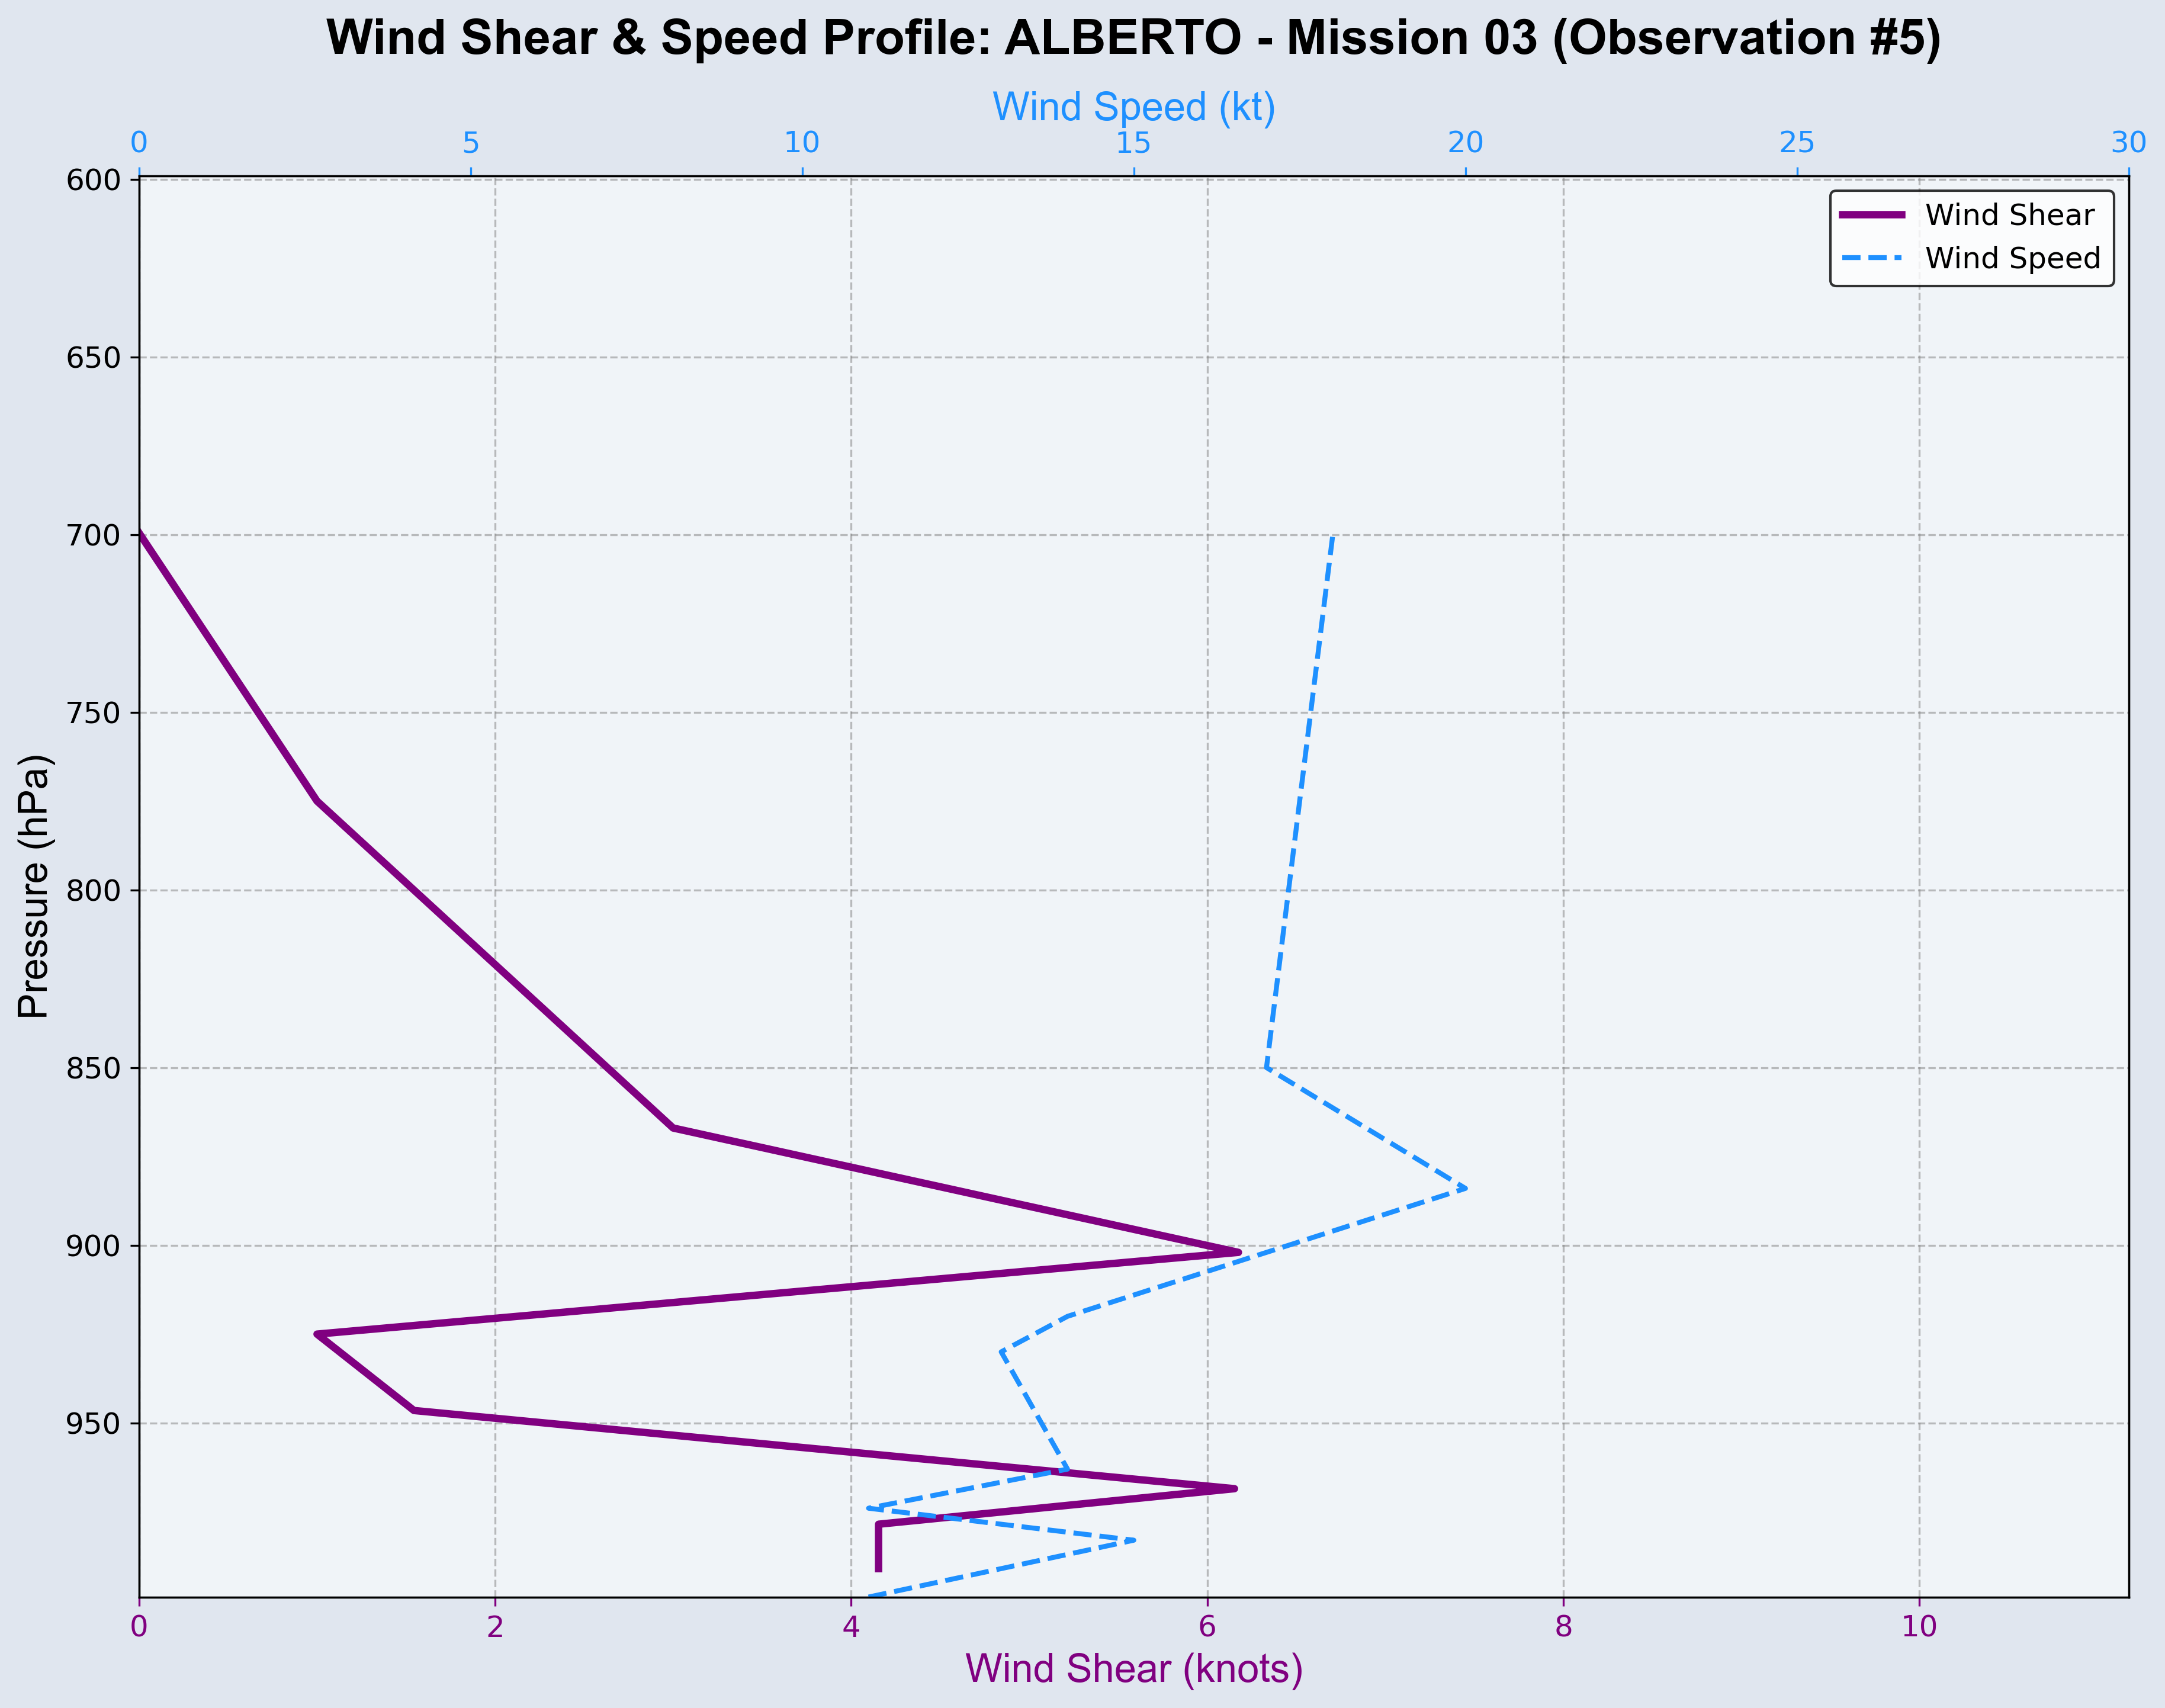 Wind Shear & Speed Profile: ALBERTO - Mission 03 (Observation #5)
Wind Speed (kt)
0 5 10 15 20 25 30
Wind Shear
Wind Speed
600
650
700
750
800
850
900
950
Pressure (hPa)
0 2 4 6 8 10
Wind Shear (knots)